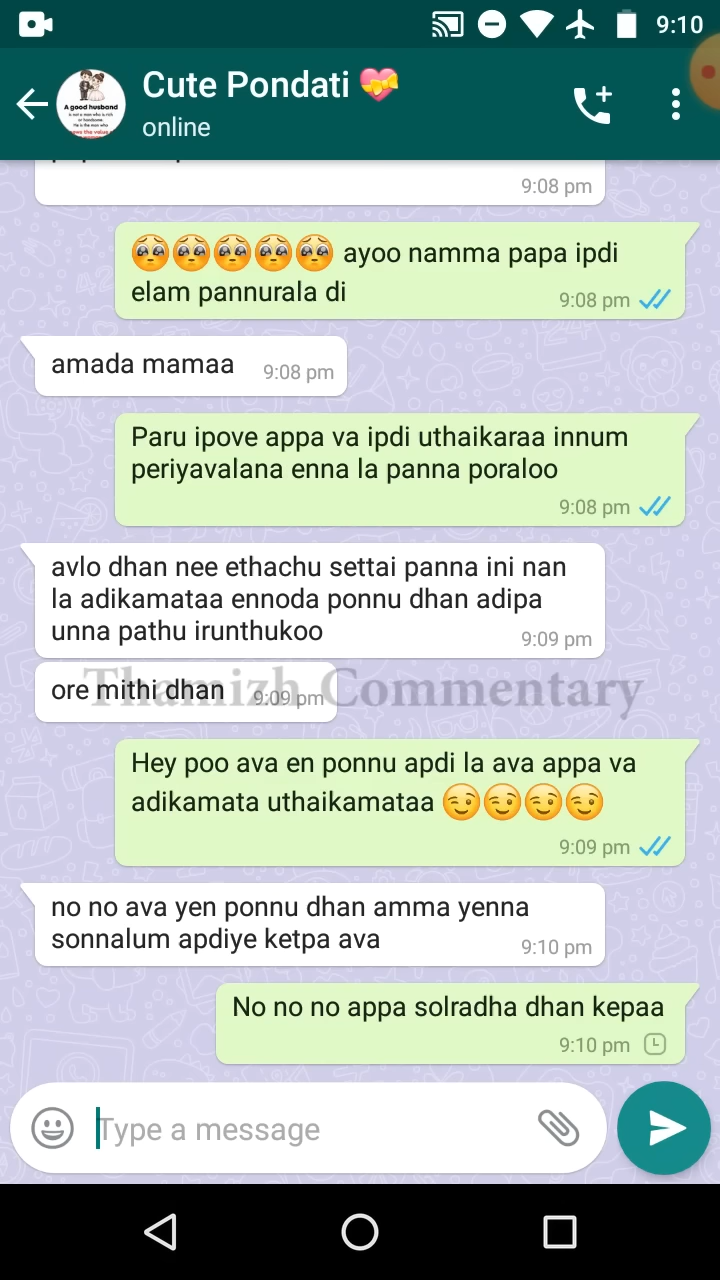 9:10
Cute Pondati
online
A good husband
9:08 pm
ayoo namma papa ipdi
elam pannurala di
9:08 pm
amada mamaa
9:08 pm
Paru ipove appa va ipdi uthaikaraa innum
periyavalana enna la panna poraloo
9:08 pm
avlo dhan nee ethachu settai panna ini nan
la adikamataa ennoda ponnu dhan adipa
unna pathu irunthukoo
9:09 pm
Thamizh Commentary
ore mithi dhan
9:09 pm
Hey poo ava en ponnu apdi la ava appa va
adikamata uthaikamataa
9:09 pm
no no ava yen ponnu dhan amma yenna
sonnalum apdiye ketpa ava
9:10 pm
No no no appa solradha dhan kepaa
9:10 pm
Type a message